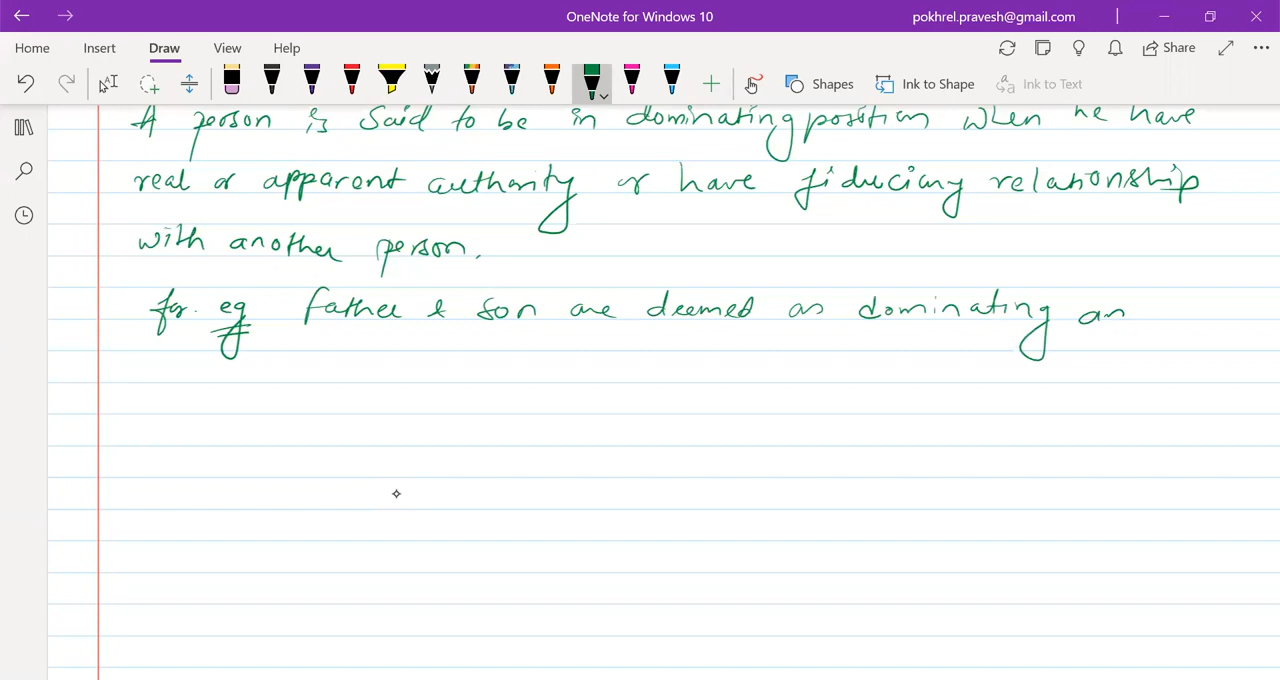 OneNote for Windows 10
pokhrel.pravesh@gmail.com
Home Insert Draw View Help
Share
Shapes Ink to Shape Ink to Text
A person is said to be in dominating position when he have
real or apparent authority or have fiduciary relationship
with another person.
for. eg father & son are deemed as dominating an